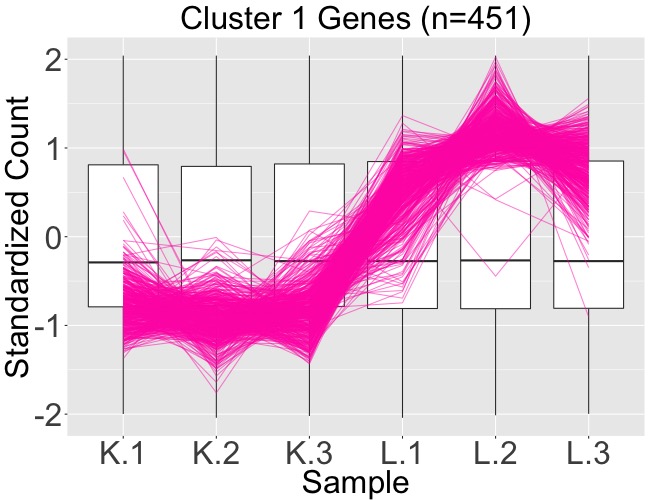 Cluster 1 Genes (n=451)
Standardized Count
2
1
0
-1
-2
K.1 K.2 K.3 L.1 L.2 L.3
Sample